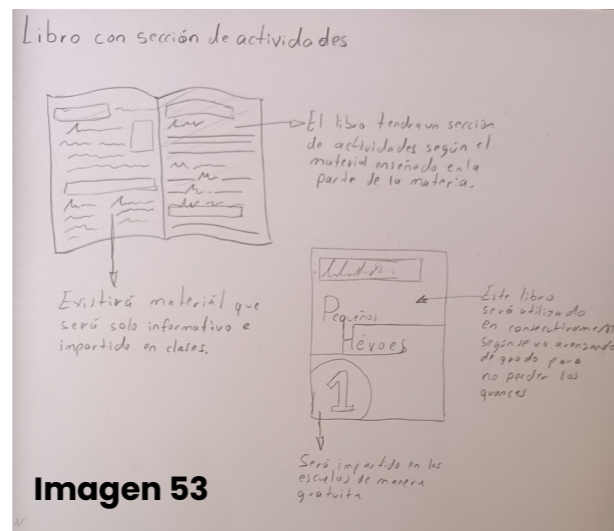 Libro con sección de actividades
El libro tendra un sección
de actividades según el
material enseñado en la
parte de la materia.
Existirá material que
será solo informativo e
impartido en clases.
Pequeños
Héroes
1
Este libro
será utilizado
en consecutivament
según se va avanzando
de grado para
no perder los
avances
Será impartido en las
escuelas de manera
gratuita
Imagen 53